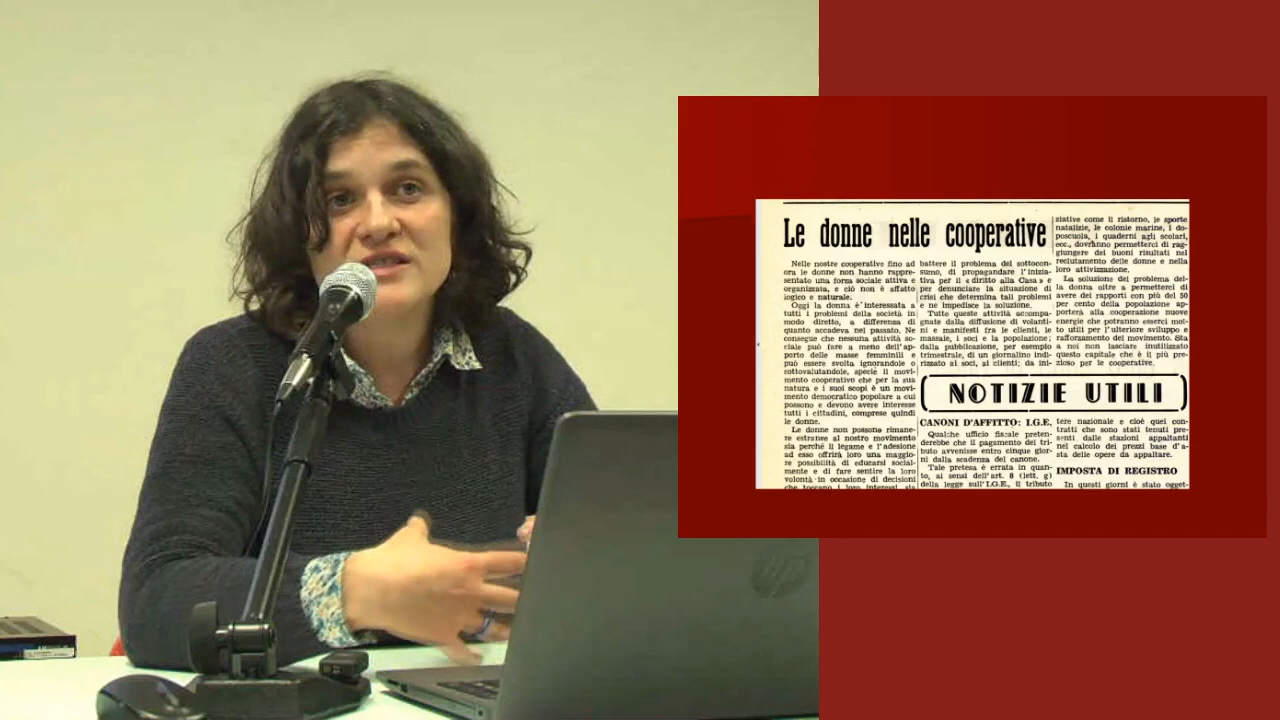 Le donne nelle cooperative
Nelle nostre cooperative fino ad
ora le donne non hanno rappre-
sentato una forza sociale attiva e
organizzata, e ciò non è affatto
logico e naturale.
Oggi la donna è interessata a
tutti i problemi della società in
modo diretto, a differenza di
quanto accadeva nel passato. Ne
consegue che nessuna attività so-
ciale può fare a meno dell'ap-
porto delle masse femminili e
può essere svolta ignorandole o
sottovalutandole, specie il movi-
mento cooperativo che per la sua
natura e i suoi scopi è un movi-
mento democratico popolare a cui
possono e devono avere interesse
tutti i cittadini, comprese quindi
le donne.
Le donne non possono rimane-
re estranee al nostro movimento
sia perchè il legame e l'adesione
ad esso offrirà loro una maggio-
re possibilità di educarsi social-
mente e di fare sentire la loro
volontà in occasione di decisioni
che toccano i loro interessi sia
battere il problema del sottocon-
sumo, di propagandare l'inizia-
tiva per il «diritto alla Casa» e
per denunciare la situazione di
crisi che determina tali problemi
e ne impedisce la soluzione.
Tutte queste attività accompa-
gnate dalla diffusione di volanti-
ni e manifesti fra le clienti, le
massaie, i soci e la popolazione;
dalla pubblicazione, per esempio
trimestrale, di un giornalino indi-
rizzato ai soci, ai clienti; da ini-
ziative come il ristorno, le sporte
natalizie, le colonie marine, i do-
poscuola, i quaderni agli scolari,
ecc., dovranno permetterci di rag-
giungere dei buoni risultati nel
reclutamento delle donne e nella
loro attivizzazione.
La soluzione del problema del-
la donna oltre a permetterci di
avere dei rapporti con più del 50
per cento della popolazione ap-
porterà alla cooperazione nuove
energie che potranno esserci mol-
to utili per l'ulteriore sviluppo e
rafforzamento del movimento. Sta
a noi non lasciare inutilizzato
questo capitale che è il più pre-
zioso per le cooperative.
NOTIZIE UTILI
CANONI D'AFFITTO: I.G.E.
Qualche ufficio fiscale preten-
derebbe che il pagamento del tri-
buto avvenisse entro cinque gior-
ni dalla scadenza del canone.
Tale pretesa è errata in quan-
to, ai sensi dell'art. 8 (lett. g)
della legge sull'I.G.E., il tributo
tere nazionale e cioè quei con-
tratti che sono stati tenuti pre-
senti dalle stazioni appaltanti
nel calcolo dei prezzi base d'a-
sta delle opere da appaltare.
IMPOSTA DI REGISTRO
In questi giorni è stato ogget-
hp